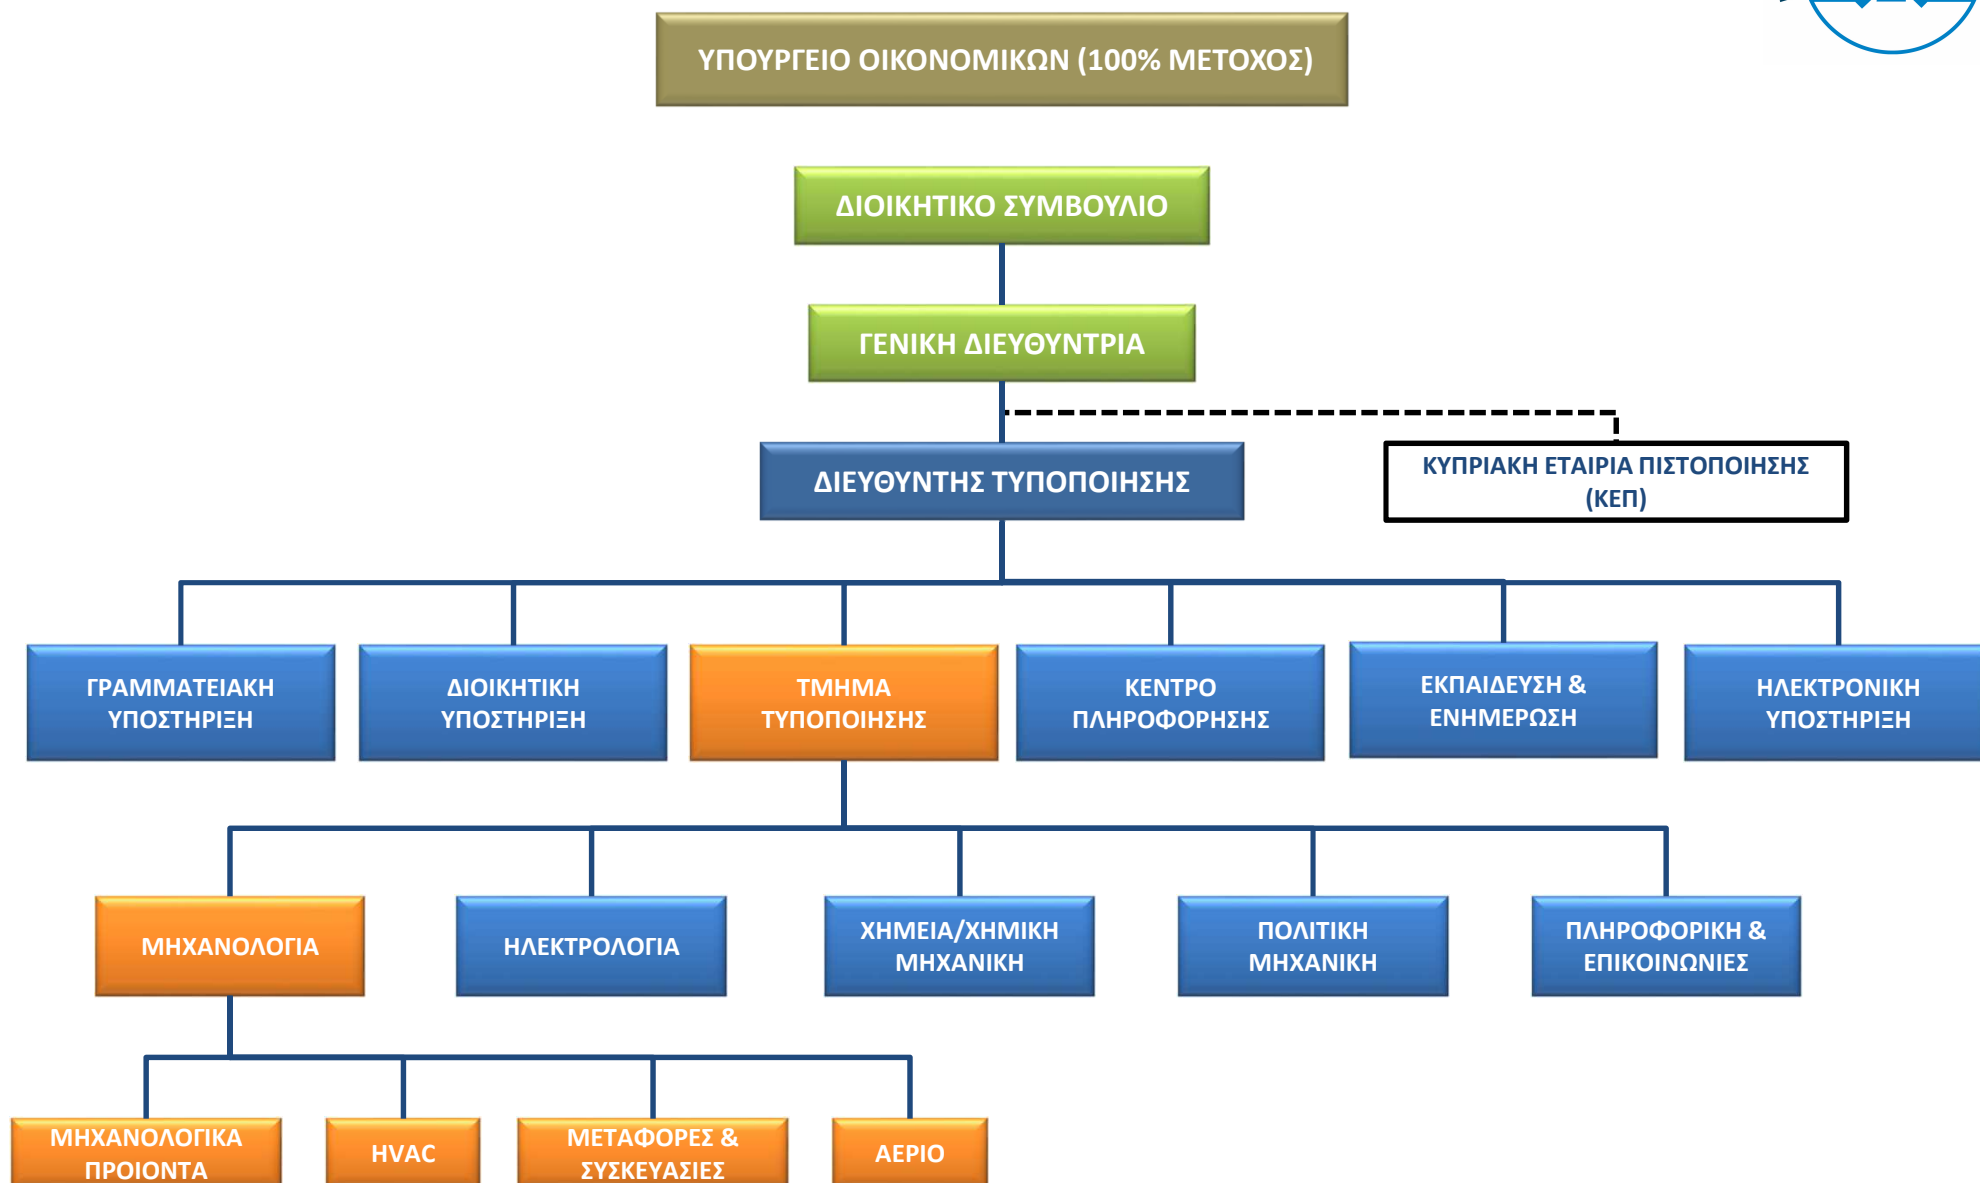 ΥΠΟΥΡΓΕΙΟ ΟΙΚΟΝΟΜΙΚΩΝ (100% ΜΕΤΟΧΟΣ)
ΔΙΟΙΚΗΤΙΚΟ ΣΥΜΒΟΥΛΙΟ
ΓΕΝΙΚΗ ΔΙΕΥΘΥΝΤΡΙΑ
ΔΙΕΥΘΥΝΤΗΣ ΤΥΠΟΠΟΙΗΣΗΣ
ΚΥΠΡΙΑΚΗ ΕΤΑΙΡΙΑ ΠΙΣΤΟΠΟΙΗΣΗΣ
(ΚΕΠ)
ΓΡΑΜΜΑΤΕΙΑΚΗ
ΥΠΟΣΤΗΡΙΞΗ
ΔΙΟΙΚΗΤΙΚΗ
ΥΠΟΣΤΗΡΙΞΗ
ΤΜΗΜΑ
ΤΥΠΟΠΟΙΗΣΗΣ
ΚΕΝΤΡΟ
ΠΛΗΡΟΦΟΡΗΣΗΣ
ΕΚΠΑΙΔΕΥΣΗ &
ΕΝΗΜΕΡΩΣΗ
ΗΛΕΚΤΡΟΝΙΚΗ
ΥΠΟΣΤΗΡΙΞΗ
ΜΗΧΑΝΟΛΟΓΙΑ
ΗΛΕΚΤΡΟΛΟΓΙΑ
ΧΗΜΕΙΑ/ΧΗΜΙΚΗ
ΜΗΧΑΝΙΚΗ
ΠΟΛΙΤΙΚΗ
ΜΗΧΑΝΙΚΗ
ΠΛΗΡΟΦΟΡΙΚΗ &
ΕΠΙΚΟΙΝΩΝΙΕΣ
ΜΗΧΑΝΟΛΟΓΙΚΑ
ΠΡΟΙΟΝΤΑ
HVAC
ΜΕΤΑΦΟΡΕΣ &
ΣΥΣΚΕΥΑΣΙΕΣ
ΑΕΡΙΟ